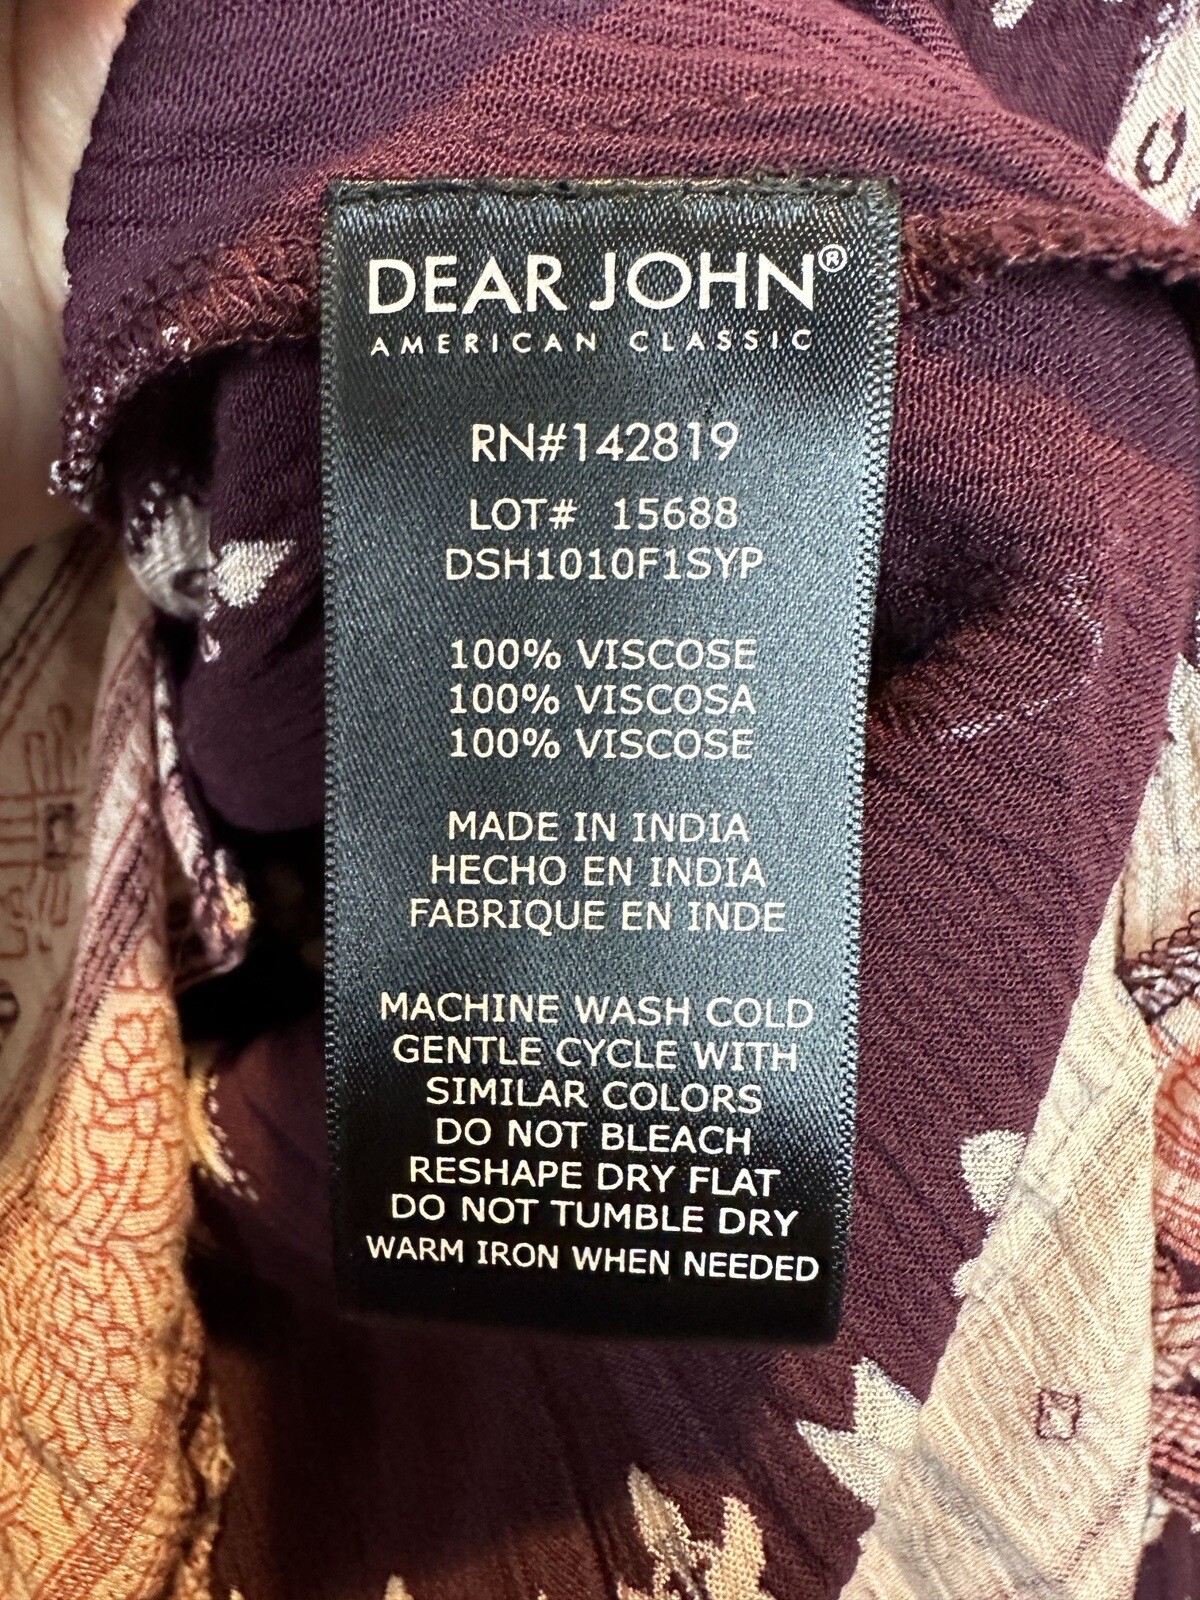 DEAR JOHN®
AMERICAN CLASSIC
RN#142819
LOT# 15688
DSH1010F1SYP
100% VISCOSE
100% VISCOSA
100% VISCOSE
MADE IN INDIA
HECHO EN INDIA
FABRIQUE EN INDE
MACHINE WASH COLD
GENTLE CYCLE WITH
SIMILAR COLORS
DO NOT BLEACH
RESHAPE DRY FLAT
DO NOT TUMBLE DRY
WARM IRON WHEN NEEDED